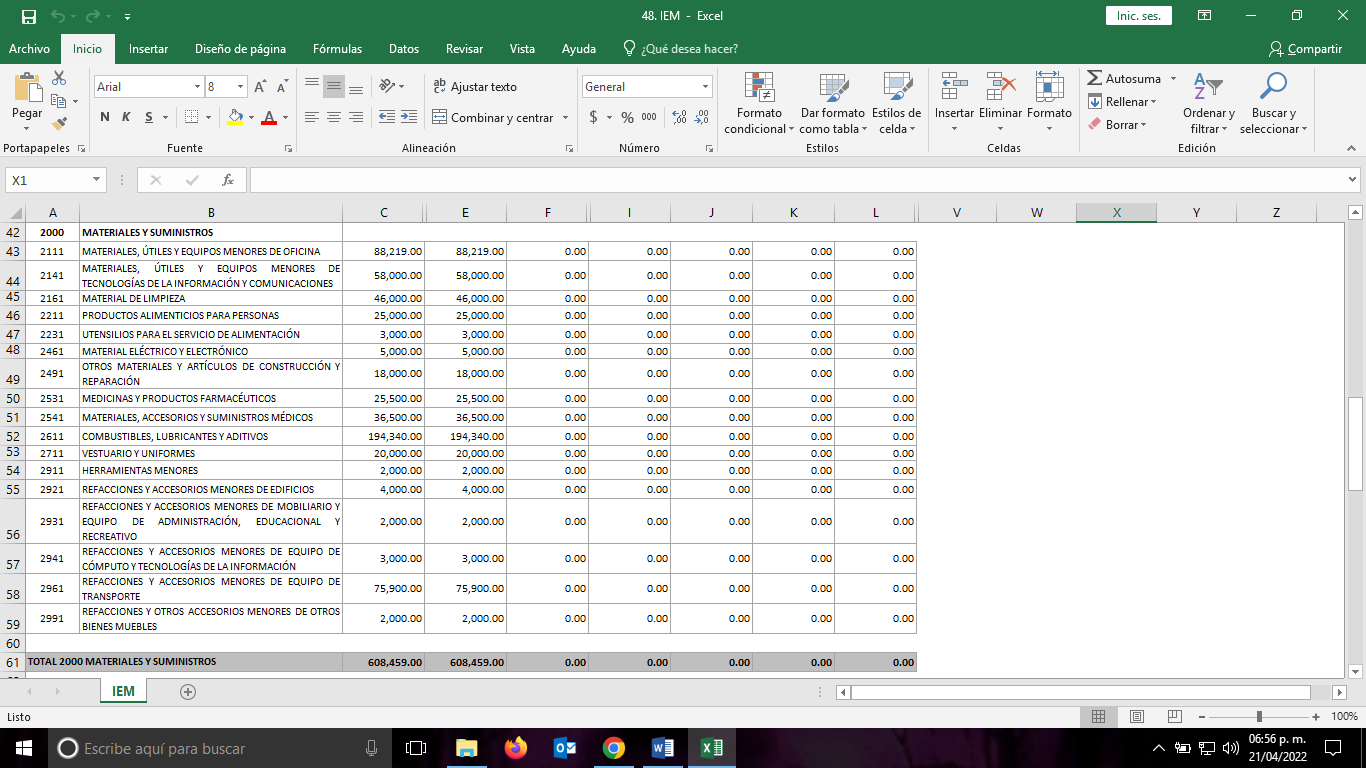 48. IEM - Excel
Inic. ses.
Archivo Inicio Insertar Diseño de página Fórmulas Datos Revisar Vista Ayuda ¿Qué desea hacer? Compartir
Pegar
Arial 8
N K S
Ajustar texto
Combinar y centrar
General
$ % 000
Formato condicional
Dar formato como tabla
Estilos de celda
Insertar Eliminar Formato
Autosuma
Rellenar
Borrar
Ordenar y filtrar
Buscar y seleccionar
Portapapeles Fuente Alineación Número Estilos Celdas Edición
X1 fx
A B C E F I J K L V W X Y Z
42 2000 MATERIALES Y SUMINISTROS
43 2111 MATERIALES, ÚTILES Y EQUIPOS MENORES DE OFICINA 88,219.00 88,219.00 0.00 0.00 0.00 0.00 0.00
44 2141 MATERIALES, ÚTILES Y EQUIPOS MENORES DE TECNOLOGÍAS DE LA INFORMACIÓN Y COMUNICACIONES 58,000.00 58,000.00 0.00 0.00 0.00 0.00 0.00
45 2161 MATERIAL DE LIMPIEZA 46,000.00 46,000.00 0.00 0.00 0.00 0.00 0.00
46 2211 PRODUCTOS ALIMENTICIOS PARA PERSONAS 25,000.00 25,000.00 0.00 0.00 0.00 0.00 0.00
47 2231 UTENSILIOS PARA EL SERVICIO DE ALIMENTACIÓN 3,000.00 3,000.00 0.00 0.00 0.00 0.00 0.00
48 2461 MATERIAL ELÉCTRICO Y ELECTRÓNICO 5,000.00 5,000.00 0.00 0.00 0.00 0.00 0.00
49 2491 OTROS MATERIALES Y ARTÍCULOS DE CONSTRUCCIÓN Y REPARACIÓN 18,000.00 18,000.00 0.00 0.00 0.00 0.00 0.00
50 2531 MEDICINAS Y PRODUCTOS FARMACÉUTICOS 25,500.00 25,500.00 0.00 0.00 0.00 0.00 0.00
51 2541 MATERIALES, ACCESORIOS Y SUMINISTROS MÉDICOS 36,500.00 36,500.00 0.00 0.00 0.00 0.00 0.00
52 2611 COMBUSTIBLES, LUBRICANTES Y ADITIVOS 194,340.00 194,340.00 0.00 0.00 0.00 0.00 0.00
53 2711 VESTUARIO Y UNIFORMES 20,000.00 20,000.00 0.00 0.00 0.00 0.00 0.00
54 2911 HERRAMIENTAS MENORES 2,000.00 2,000.00 0.00 0.00 0.00 0.00 0.00
55 2921 REFACCIONES Y ACCESORIOS MENORES DE EDIFICIOS 4,000.00 4,000.00 0.00 0.00 0.00 0.00 0.00
56 2931 REFACCIONES Y ACCESORIOS MENORES DE MOBILIARIO Y EQUIPO DE ADMINISTRACIÓN, EDUCACIONAL Y RECREATIVO 2,000.00 2,000.00 0.00 0.00 0.00 0.00 0.00
57 2941 REFACCIONES Y ACCESORIOS MENORES DE EQUIPO DE CÓMPUTO Y TECNOLOGÍAS DE LA INFORMACIÓN 3,000.00 3,000.00 0.00 0.00 0.00 0.00 0.00
58 2961 REFACCIONES Y ACCESORIOS MENORES DE EQUIPO DE TRANSPORTE 75,900.00 75,900.00 0.00 0.00 0.00 0.00 0.00
59 2991 REFACCIONES Y OTROS ACCESORIOS MENORES DE OTROS BIENES MUEBLES 2,000.00 2,000.00 0.00 0.00 0.00 0.00 0.00
60
61 TOTAL 2000 MATERIALES Y SUMINISTROS 608,459.00 608,459.00 0.00 0.00 0.00 0.00 0.00
IEM
Listo 100%
Escribe aquí para buscar
06:56 p. m.
21/04/2022